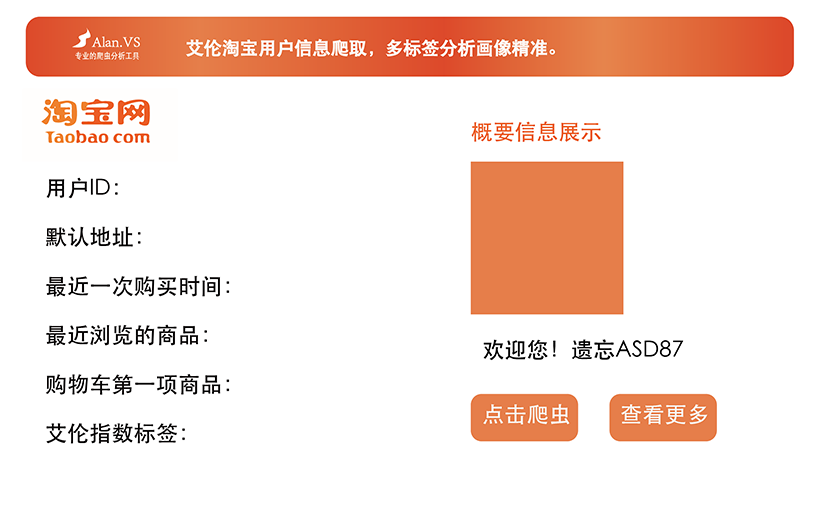 Alan.VS
专业的爬虫分析工具
艾伦淘宝用户信息爬取，多标签分析画像精准。
淘宝网
Taobao.com
概要信息展示
用户ID：
默认地址：
最近一次购买时间：
最近浏览的商品：
欢迎您！遗忘ASD87
购物车第一项商品：
点击爬虫
查看更多
艾伦指数标签：